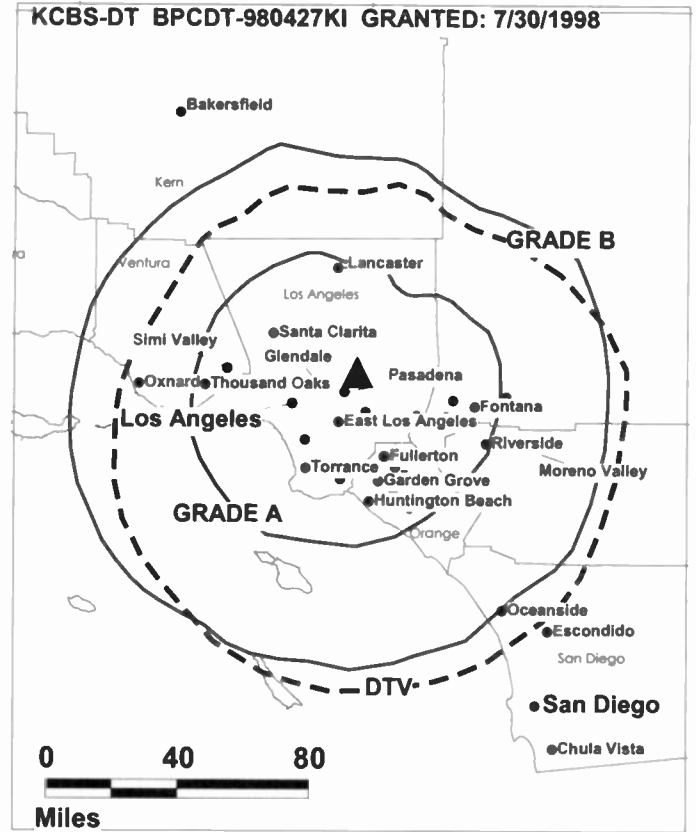 KCBS-DT BPCDT-980427KI GRANTED: 7/30/1998
Bakersfield
Kern
GRADE B
Ventura
Lancaster
Los Angeles
Simi Valley
Santa Clarita
Glendale
Pasadena
Oxnard
Thousand Oaks
Los Angeles
East Los Angeles
Fontana
Riverside
Fullerton
Torrance
Moreno Valley
Garden Grove
Huntington Beach
GRADE A
Orange
Oceanside
Escondido
San Diego
DTV
San Diego
Chula Vista
0 40 80
Miles